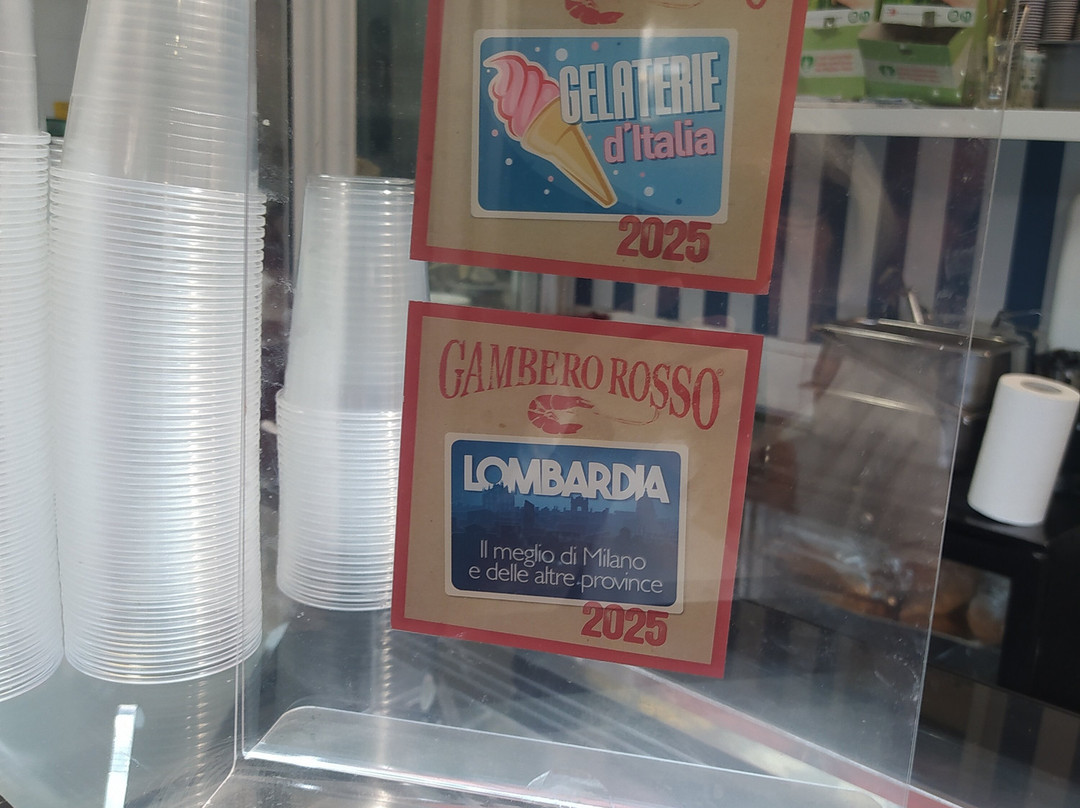 GELATERIE
d'Italia
2025
GAMBERO ROSSO®
LOMBARDIA
Il meglio di Milano
e delle altre province
2025